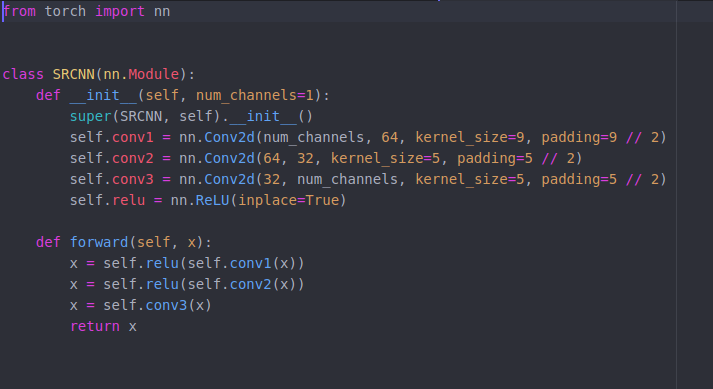 from torch import nn
class SRCNN(nn.Module):
    def __init__(self, num_channels=1):
        super(SRCNN, self).__init__()
        self.conv1 = nn.Conv2d(num_channels, 64, kernel_size=9, padding=9 // 2)
        self.conv2 = nn.Conv2d(64, 32, kernel_size=5, padding=5 // 2)
        self.conv3 = nn.Conv2d(32, num_channels, kernel_size=5, padding=5 // 2)
        self.relu = nn.ReLU(inplace=True)
    def forward(self, x):
        x = self.relu(self.conv1(x))
        x = self.relu(self.conv2(x))
        x = self.conv3(x)
        return x